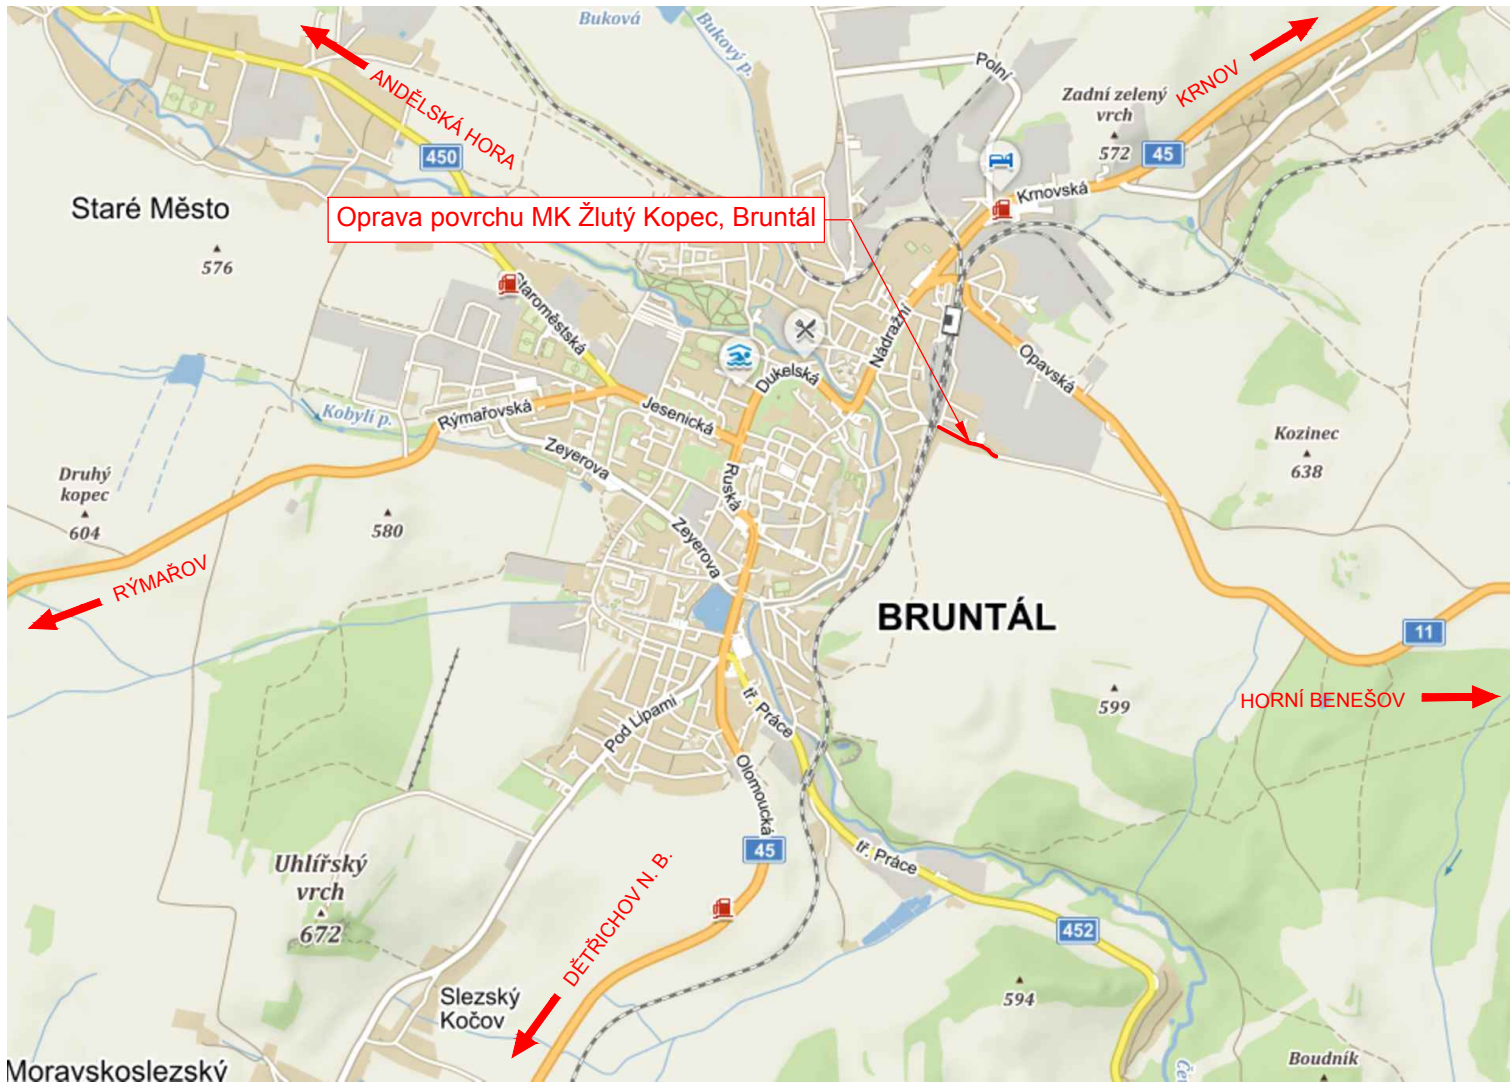 Buková
Bukový p.
Polní
KRNOV
Zadní zelený
vrch
572
45
ANDĚLSKÁ HORA
450
Krnovská
Staré Město
576
Oprava povrchu MK Žlutý Kopec, Bruntál
Staroměstská
Nádražní
Opavská
Dukelská
Jesenická
Rýmařovská
Kobylí p.
Zeyerova
Ruská
Zeyerova
Kozinec
638
Druhý
kopec
604
580
RÝMAŘOV
BRUNTÁL
11
HORNÍ BENEŠOV
599
tř. Práce
Pod Lipami
Olomoucká
45
tř. Práce
Uhlířský
vrch
672
DĚTŘICHOV N. B.
452
594
Slezský
Kočov
Boudník
Moravskoslezský